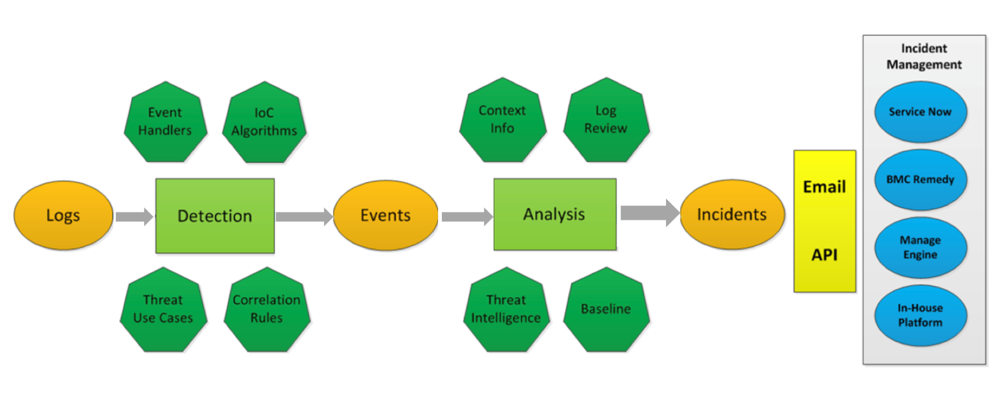 Incident
Management
Event
Handlers
IoC
Algorithms
Context
Info
Log
Review
Service Now
BMC Remedy
Logs
Detection
Events
Analysis
Incidents
Email
API
Manage
Engine
Threat
Use Cases
Correlation
Rules
Threat
Intelligence
Baseline
In-House
Platform